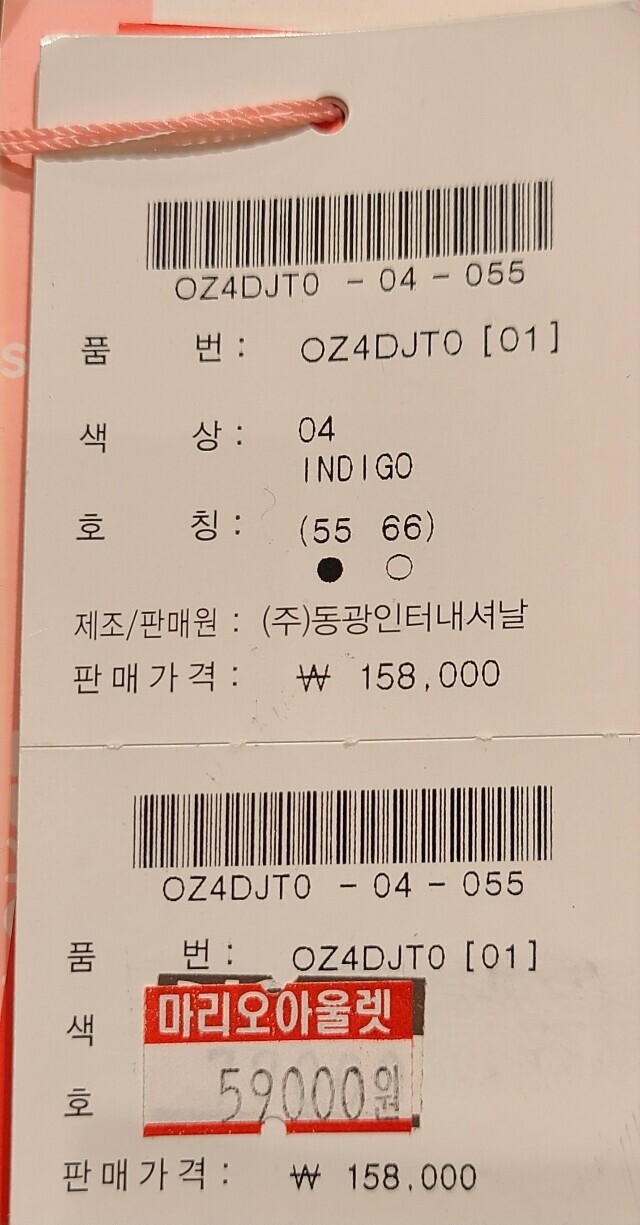 OZ4DJT0 - 04 - 055
품 번 : OZ4DJT0 [01]
색 상 : 04
INDIGO
호 칭 : (55 66)
제조/판매원 : (주)동광인터내셔날
판매가격 : ₩ 158,000
OZ4DJT0 - 04 - 055
품 번 : OZ4DJT0 [01]
색
마리오아울렛
호
59000원
판매가격 : ₩ 158,000